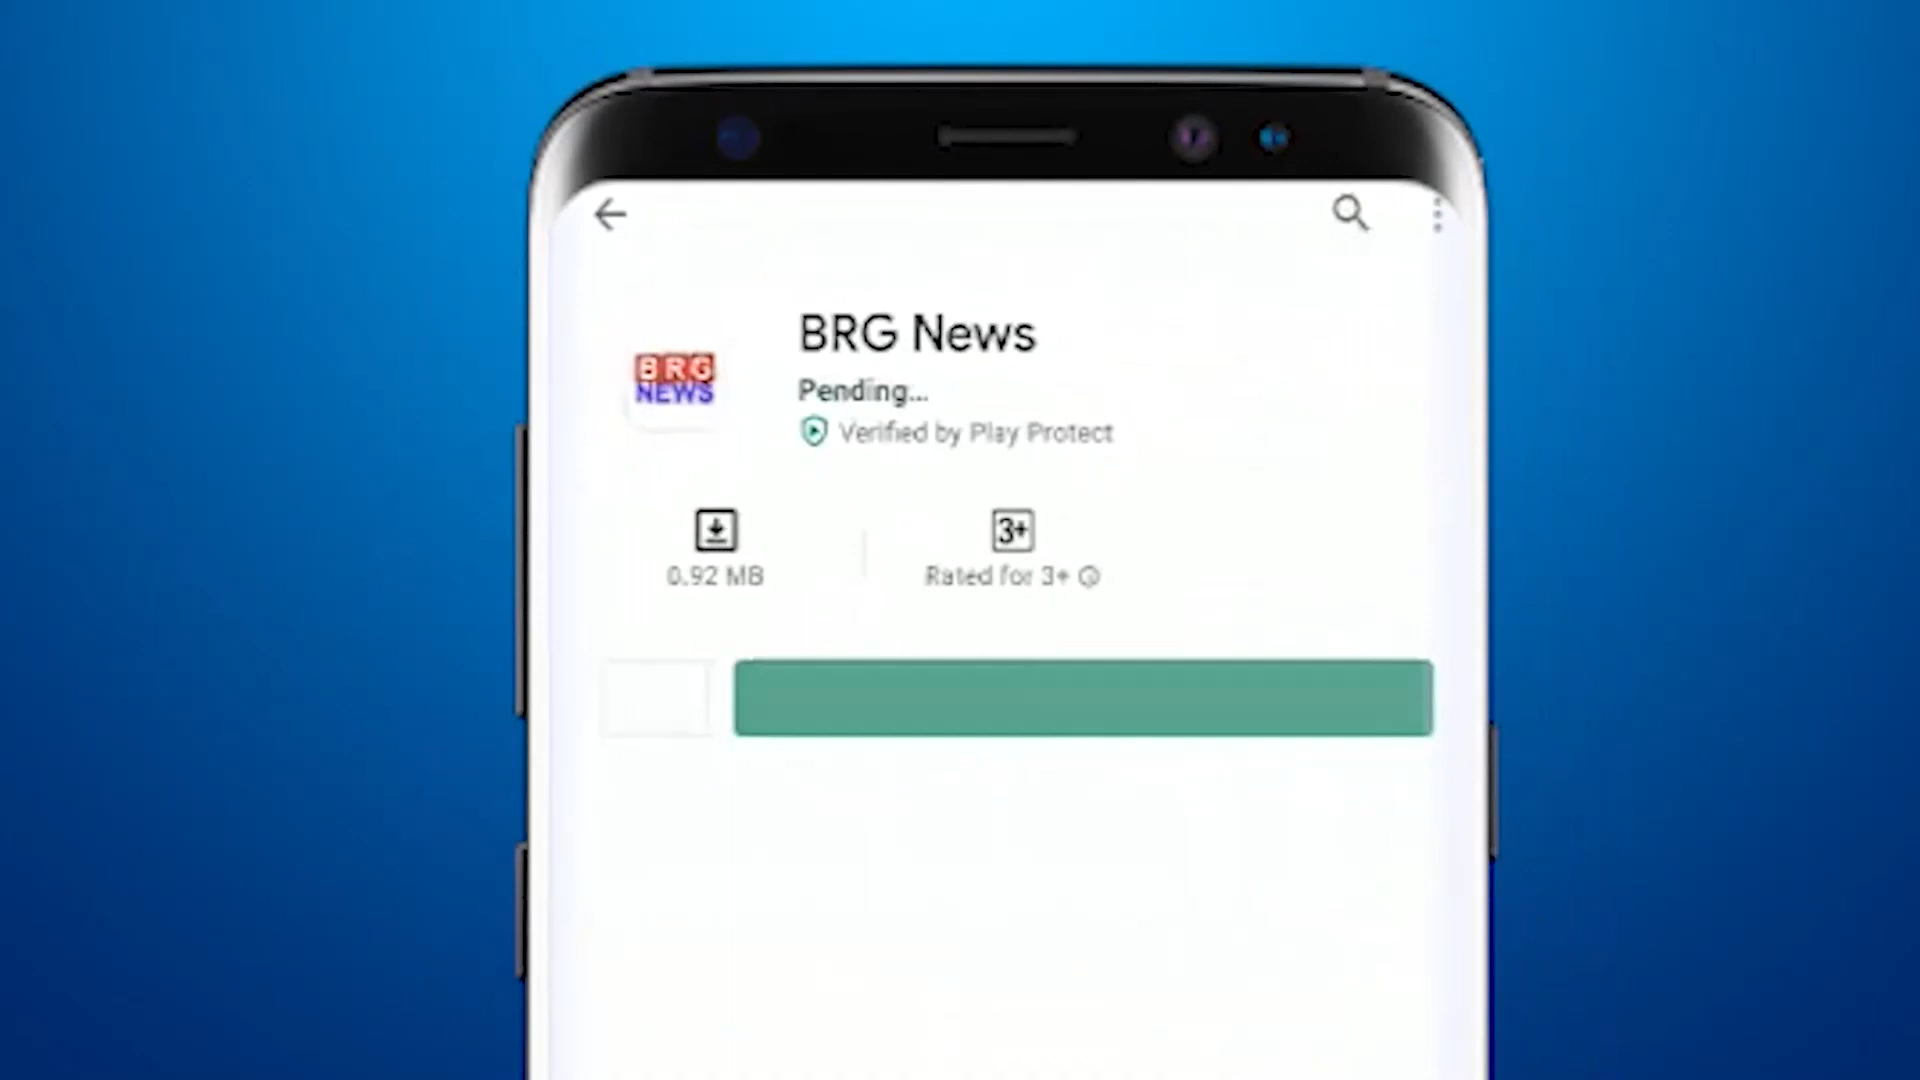 BRG News
BRG
NEWS
Pending...
Verified by Play Protect
3+
0.92 MB
Rated for 3+